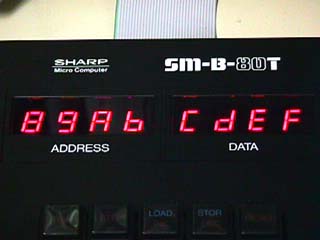 SHARP
Micro Computer
SM-B-80T
89Ab CdEF
ADDRESS DATA
LOAD STOR